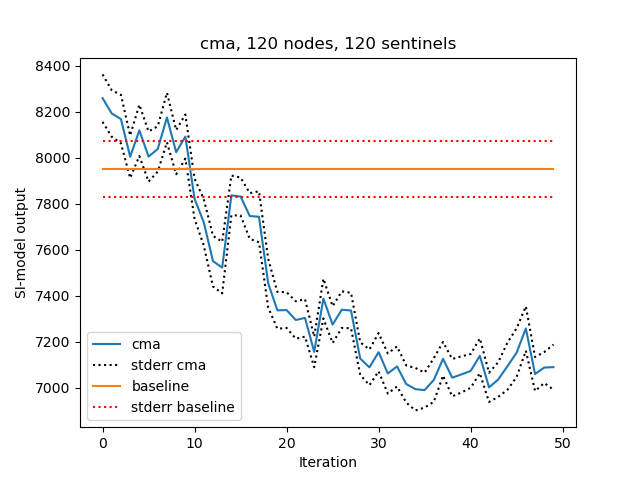 cma, 120 nodes, 120 sentinels
8400
8200
8000
7800
7600
7400
7200
7000
SI-model output
cma
stderr cma
baseline
stderr baseline
0 10 20 30 40 50
Iteration